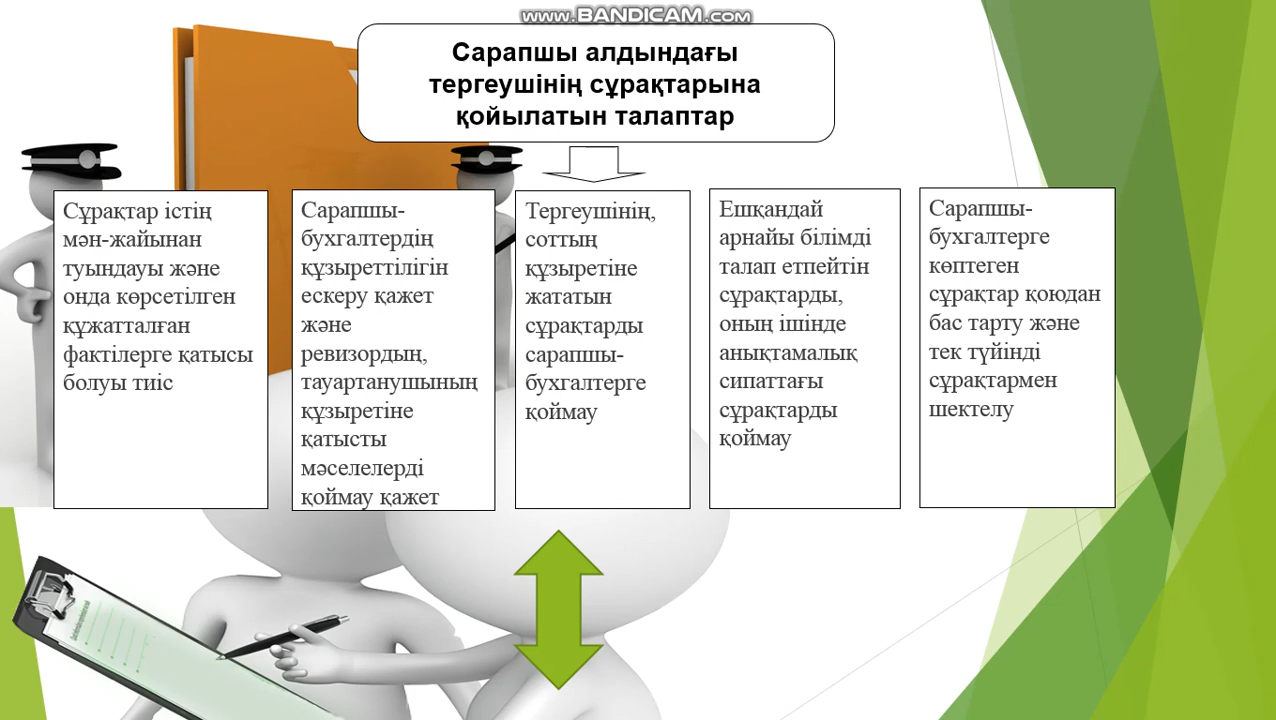 www.BANDICAM.com
Сарапшы алдындағы
тергеушінің сұрақтарына
қойылатын талаптар
Сұрақтар істің
мән-жайынан
туындауы және
онда көрсетілген
құжатталған
фактілерге қатысы
болуы тиіс
Сарапшы-
бухгалтердің
құзыреттілігін
ескеру қажет
және
ревизордың,
тауартанушының
құзыретіне
қатысты
мәселелерді
қоймау қажет
Тергеушінің,
соттың
құзыретіне
жататын
сұрақтарды
сарапшы-
бухгалтерге
қоймау
Ешқандай
арнайы білімді
талап етпейтін
сұрақтарды,
оның ішінде
анықтамалық
сипаттағы
сұрақтарды
қоймау
Сарапшы-
бухгалтерге
көптеген
сұрақтар қоюдан
бас тарту және
тек түйінді
сұрақтармен
шектелу